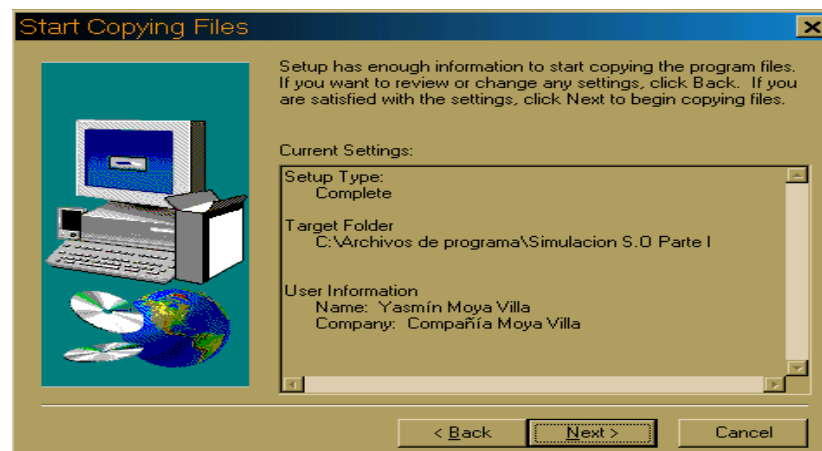 Start Copying Files
Setup has enough information to start copying the program files.
If you want to review or change any settings, click Back. If you
are satisfied with the settings, click Next to begin copying files.
Current Settings:
Setup Type:
Complete
Target Folder
C:\Archivos de programa\Simulacion S.O Parte I
User Information
Name: Yasmín Moya Villa
Company: Compañía Moya Villa
< Back
Next >
Cancel